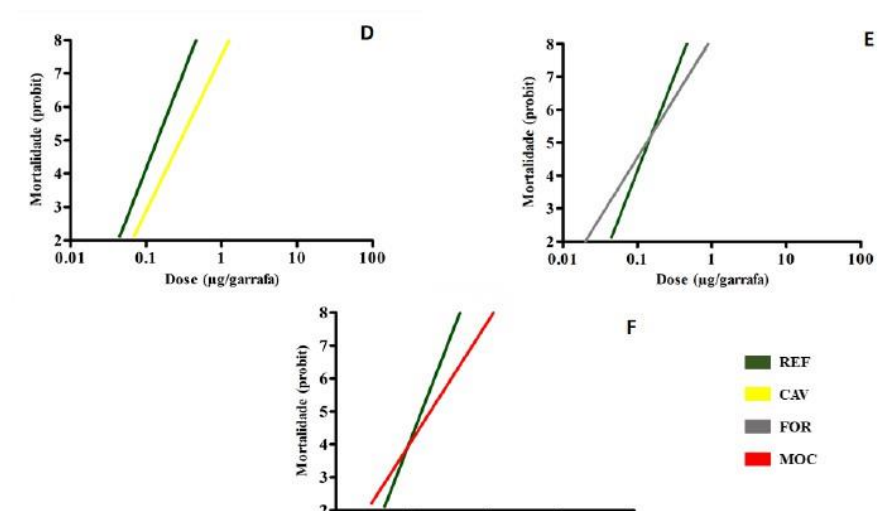 D
Mortalidade (probit)
8
7
6
5
4
3
2
0.01 0.1 1 10 100
Dose (µg/garrafa)
E
Mortalidade (probit)
8
7
6
5
4
3
2
0.01 0.1 1 10 100
Dose (µg/garrafa)
F
Mortalidade (probit)
8
7
6
5
4
3
2
REF
CAV
FOR
MOC